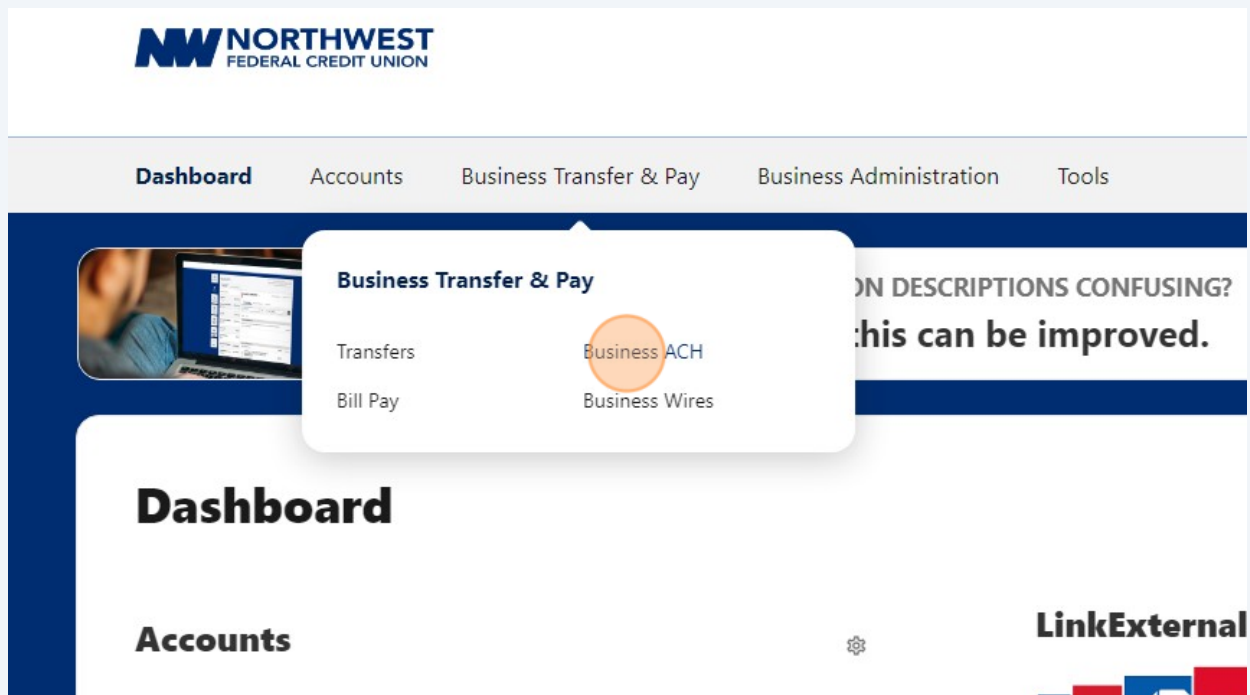 NW NORTHWEST
FEDERAL CREDIT UNION
Dashboard Accounts Business Transfer & Pay Business Administration Tools
Business Transfer & Pay
Transfers Business ACH
Bill Pay Business Wires
ON DESCRIPTIONS CONFUSING?
this can be improved.
Dashboard
Accounts
LinkExternal